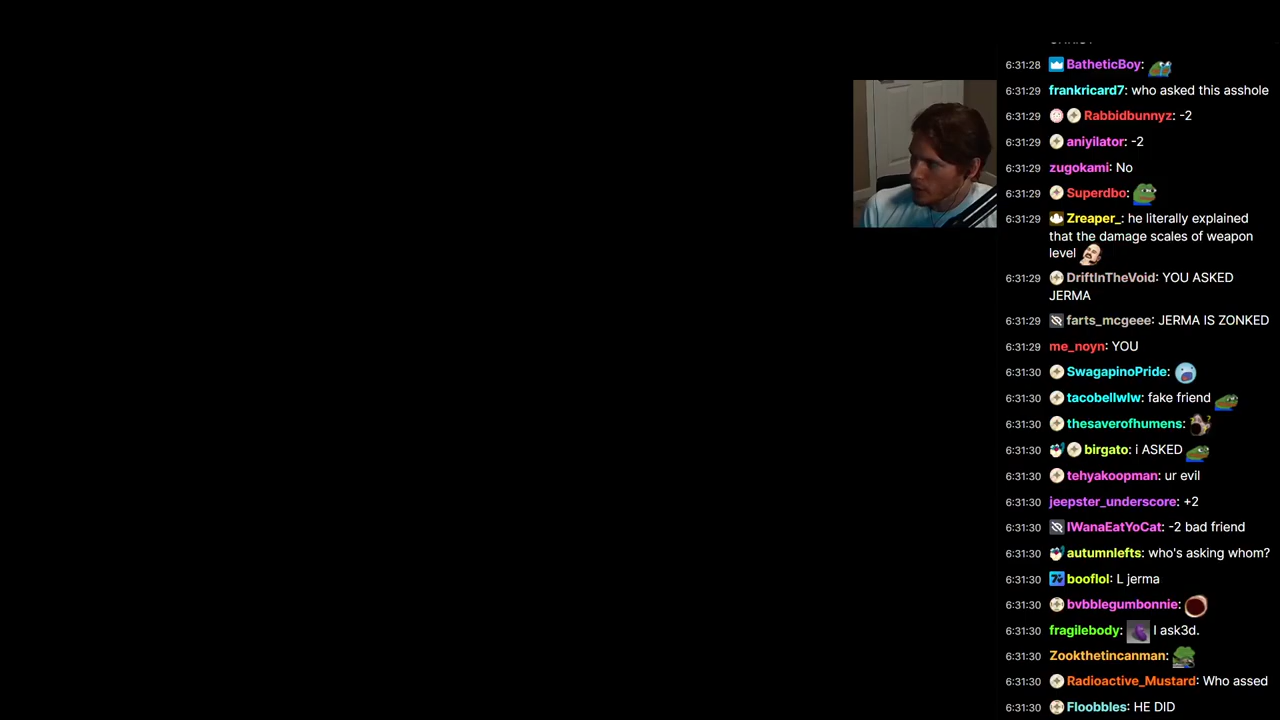 6:31:28 BatheticBoy:
6:31:29 frankricard7: who asked this asshole
6:31:29 Rabbidbunnyz: -2
6:31:29 aniyilator: -2
6:31:29 zugokami: No
6:31:29 Superdbo:
6:31:29 Zreaper_: he literally explained
that the damage scales of weapon
level
6:31:29 DriftInTheVoid: YOU ASKED
JERMA
6:31:29 farts_mcgeee: JERMA IS ZONKED
6:31:29 me_noyn: YOU
6:31:30 SwagapinoPride:
6:31:30 tacobellwlw: fake friend
6:31:30 thesaverofhumens:
6:31:30 birgato: i ASKED
6:31:30 tehyakoopman: ur evil
6:31:30 jeepster_underscore: +2
6:31:30 IWanaEatYoCat: -2 bad friend
6:31:30 autumnlefts: who's asking whom?
6:31:30 booflol: L jerma
6:31:30 bvbblegumbonnie:
6:31:30 fragilebody: I ask3d.
6:31:30 Zookthetincanman:
6:31:30 Radioactive_Mustard: Who assed
6:31:30 Floobbles: HE DID